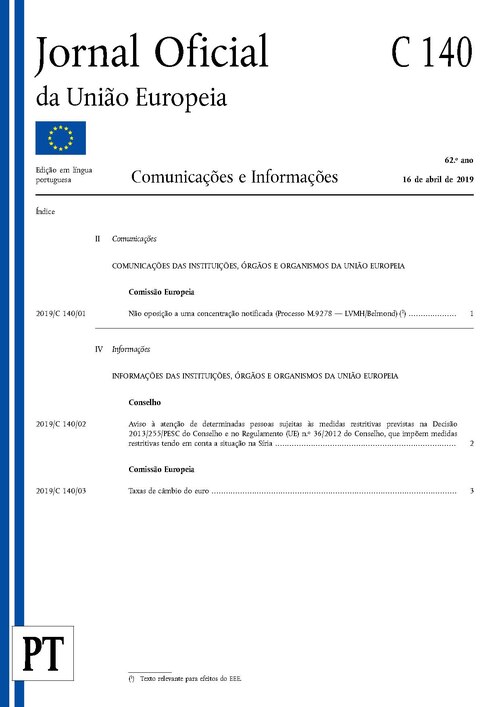 Jornal Oficial
C 140
da União Europeia
62.º ano
Edição em língua
portuguesa
Comunicações e Informações
16 de abril de 2019
Índice
II Comunicações
COMUNICAÇÕES DAS INSTITUIÇÕES, ÓRGÃOS E ORGANISMOS DA UNIÃO EUROPEIA
Comissão Europeia
2019/C 140/01 Não oposição a uma concentração notificada (Processo M.9278 — LVMH/Belmond) (¹) .................... 1
IV Informações
INFORMAÇÕES DAS INSTITUIÇÕES, ÓRGÃOS E ORGANISMOS DA UNIÃO EUROPEIA
Conselho
2019/C 140/02 Aviso à atenção de determinadas pessoas sujeitas às medidas restritivas previstas na Decisão
2013/255/PESC do Conselho e no Regulamento (UE) n.º 36/2012 do Conselho, que impõem medidas
restritivas tendo em conta a situação na Síria .................... 2
Comissão Europeia
2019/C 140/03 Taxas de câmbio do euro .................... 3
PT
(¹) Texto relevante para efeitos do EEE.